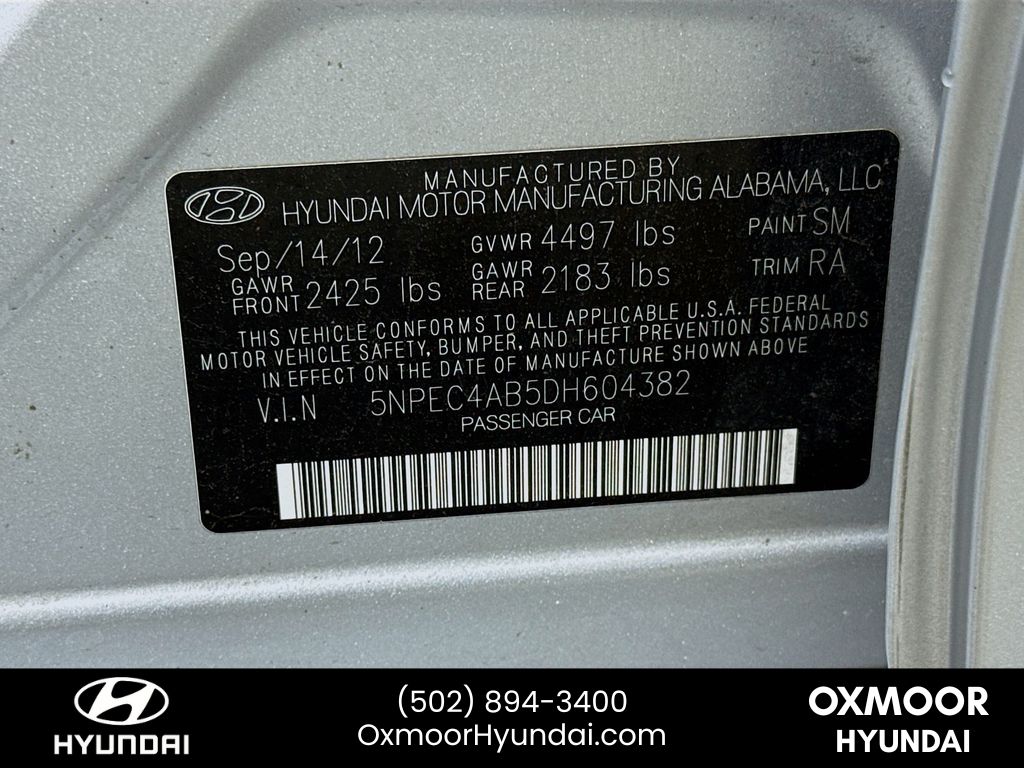 MANUFACTURED BY
HYUNDAI MOTOR MANUFACTURING ALABAMA, LLC
Sep/14/12 GVWR 4497 lbs PAINT SM
GAWR FRONT 2425 lbs GAWR REAR 2183 lbs TRIM RA
THIS VEHICLE CONFORMS TO ALL APPLICABLE U.S.A. FEDERAL
MOTOR VEHICLE SAFETY, BUMPER, AND THEFT PREVENTION STANDARDS
IN EFFECT ON THE DATE OF MANUFACTURE SHOWN ABOVE
V.I.N 5NPEC4AB5DH604382
PASSENGER CAR
HYUNDAI
(502) 894-3400
OxmoorHyundai.com
OXMOOR
HYUNDAI